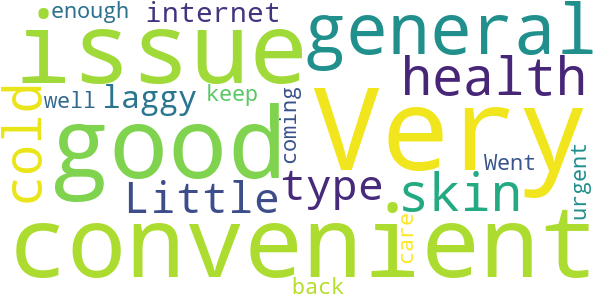 enough
internet
issue
general
health
cold
well
laggy
keep
good
coming
Very
Went
urgent
Little
type
skin
convenient
care
back